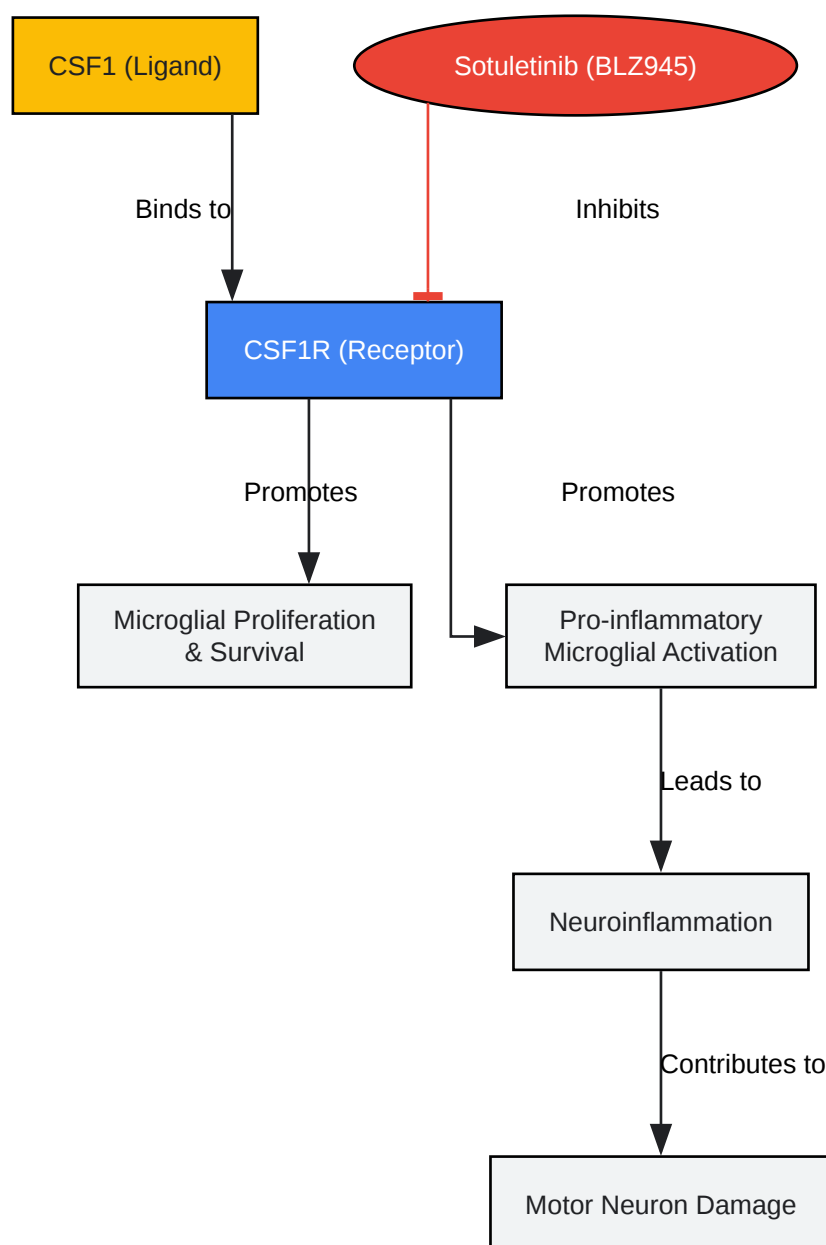 CSF1 (Ligand)
Sotuletinib (BLZ945)
Binds to
Inhibits
CSF1R (Receptor)
Promotes
Promotes
Microglial Proliferation
& Survival
Pro-inflammatory
Microglial Activation
Leads to
Neuroinflammation
Contributes to
Motor Neuron Damage